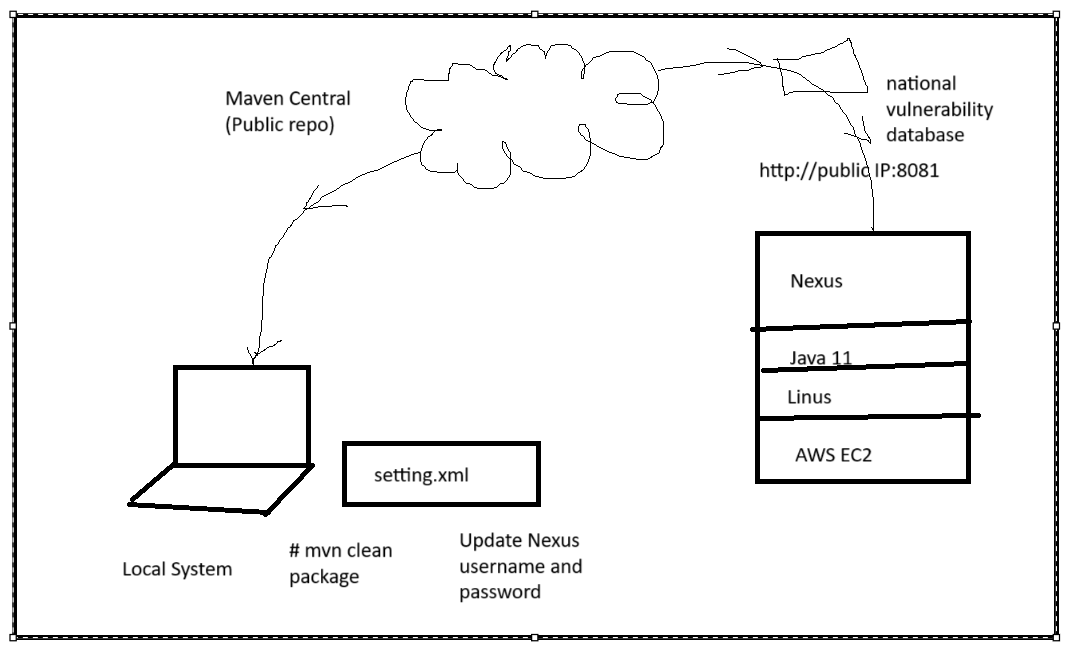 Maven Central
(Public repo)
national
vulnerability
database
http://public IP:8081
Nexus
Java 11
Linus
AWS EC2
setting.xml
Local System
# mvn clean
package
Update Nexus
username and
password